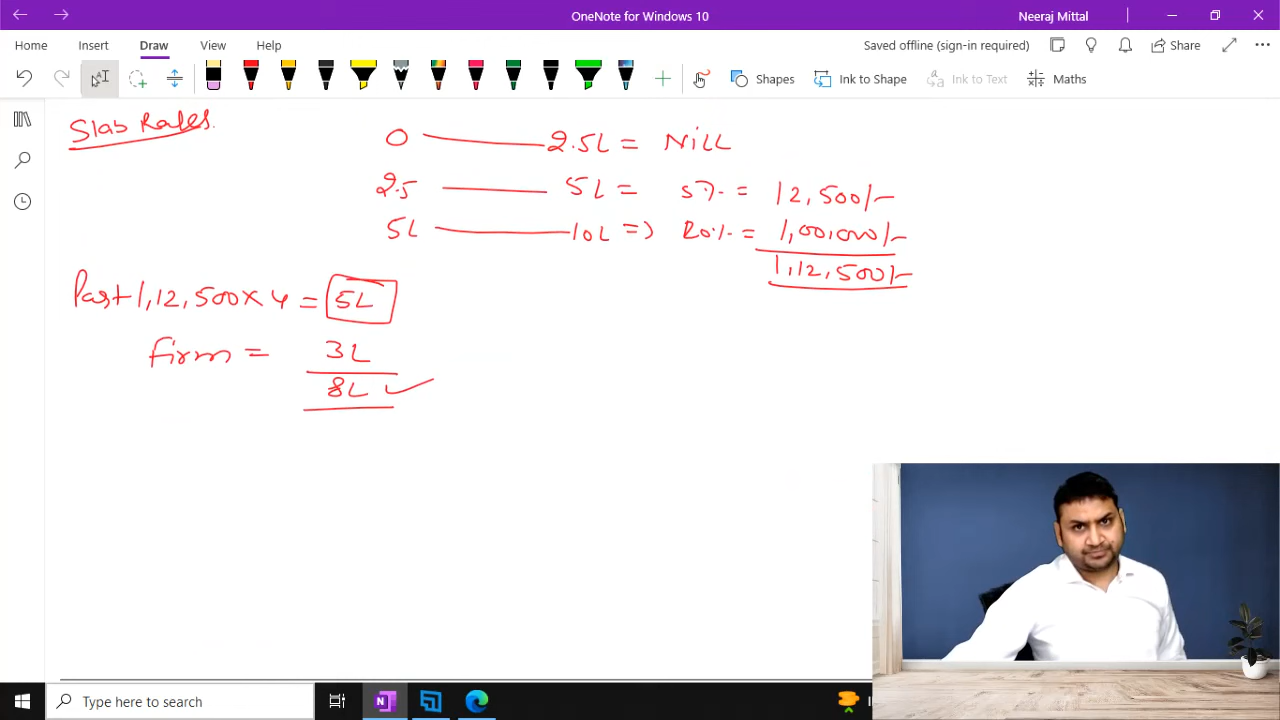 OneNote for Windows 10
Neeraj Mittal
Home Insert Draw View Help
Saved offline (sign-in required)
Share
Shapes
Ink to Shape
Ink to Text
Maths
Slab Rates.
0 — 2.5L = NiLL
2.5 — 5L = 5% = 12,500/-
5L — 10L => 20% = 1,00,000/-
1,12,500/-
Part 1,12,500 x 4 = 5L
firm = 3L
8L ✓
Type here to search